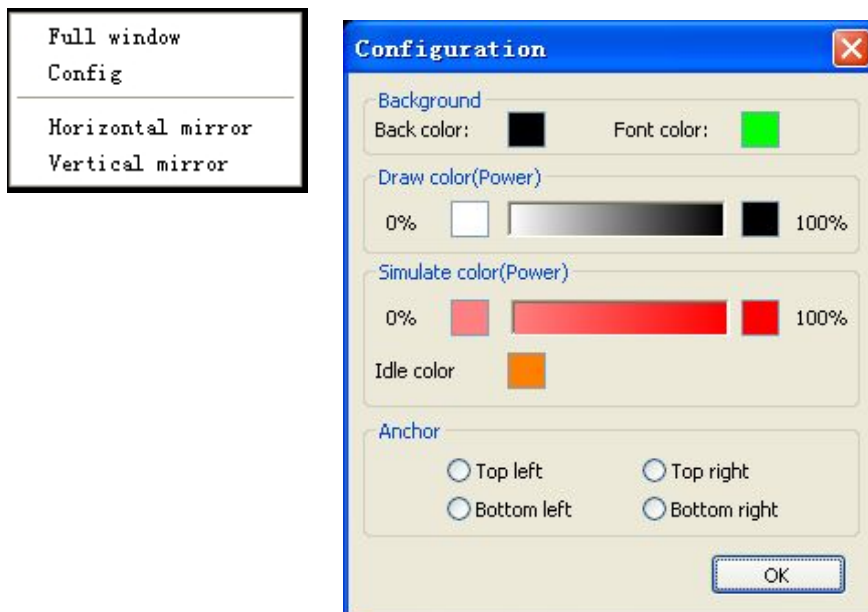 Full window
Config
Horizontal mirror
Vertical mirror
Configuration
Background
Back color: Font color:
Draw color(Power)
0% 100%
Simulate color(Power)
0% 100%
Idle color
Anchor
Top left Top right
Bottom left Bottom right
OK